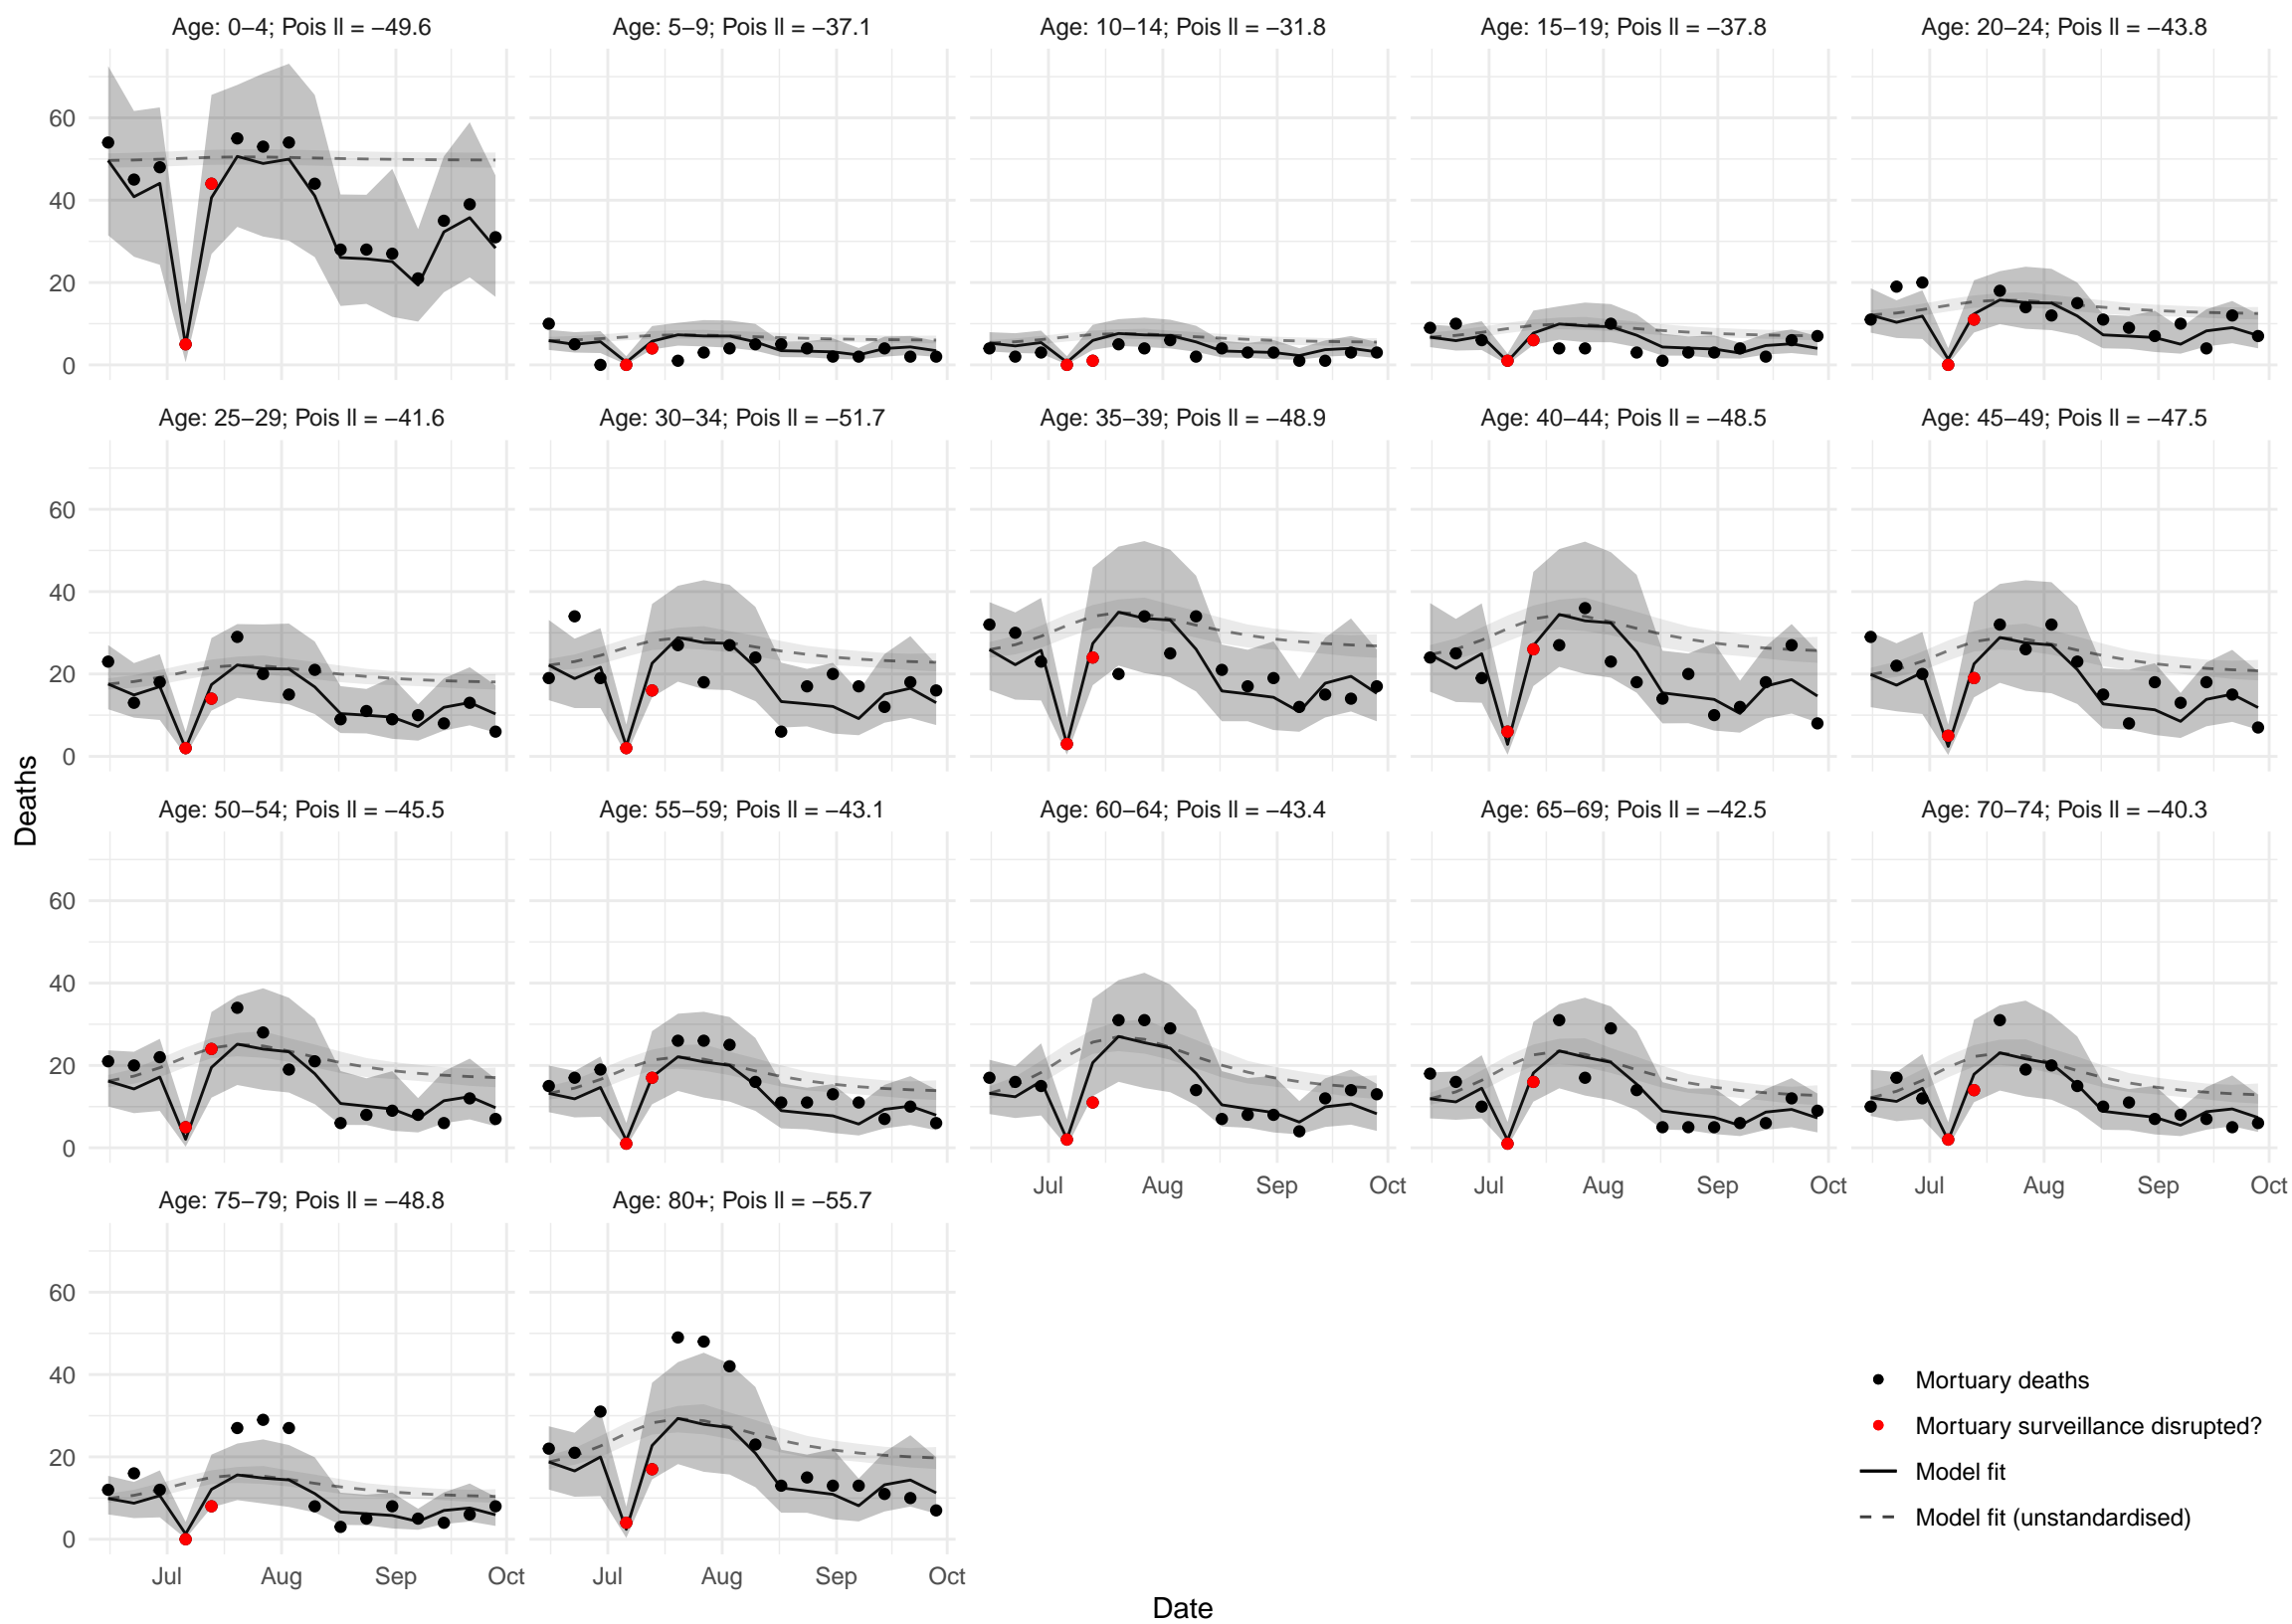 Age: 0−4; Pois ll = −49.6
Age: 5−9; Pois ll = −37.1
Age: 10−14; Pois ll = −31.8
Age: 15−19; Pois ll = −37.8
Age: 20−24; Pois ll = −43.8
60
40
20
0
Age: 25−29; Pois ll = −41.6
Age: 30−34; Pois ll = −51.7
Age: 35−39; Pois ll = −48.9
Age: 40−44; Pois ll = −48.5
Age: 45−49; Pois ll = −47.5
60
40
20
0
Deaths
Age: 50−54; Pois ll = −45.5
Age: 55−59; Pois ll = −43.1
Age: 60−64; Pois ll = −43.4
Age: 65−69; Pois ll = −42.5
Age: 70−74; Pois ll = −40.3
60
40
20
0
Jul Aug Sep Oct
Jul Aug Sep Oct
Jul Aug Sep Oct
Age: 75−79; Pois ll = −48.8
Age: 80+; Pois ll = −55.7
60
40
20
0
Jul Aug Sep Oct
Jul Aug Sep Oct
Mortuary deaths
Mortuary surveillance disrupted?
Model fit
Model fit (unstandardised)
Date